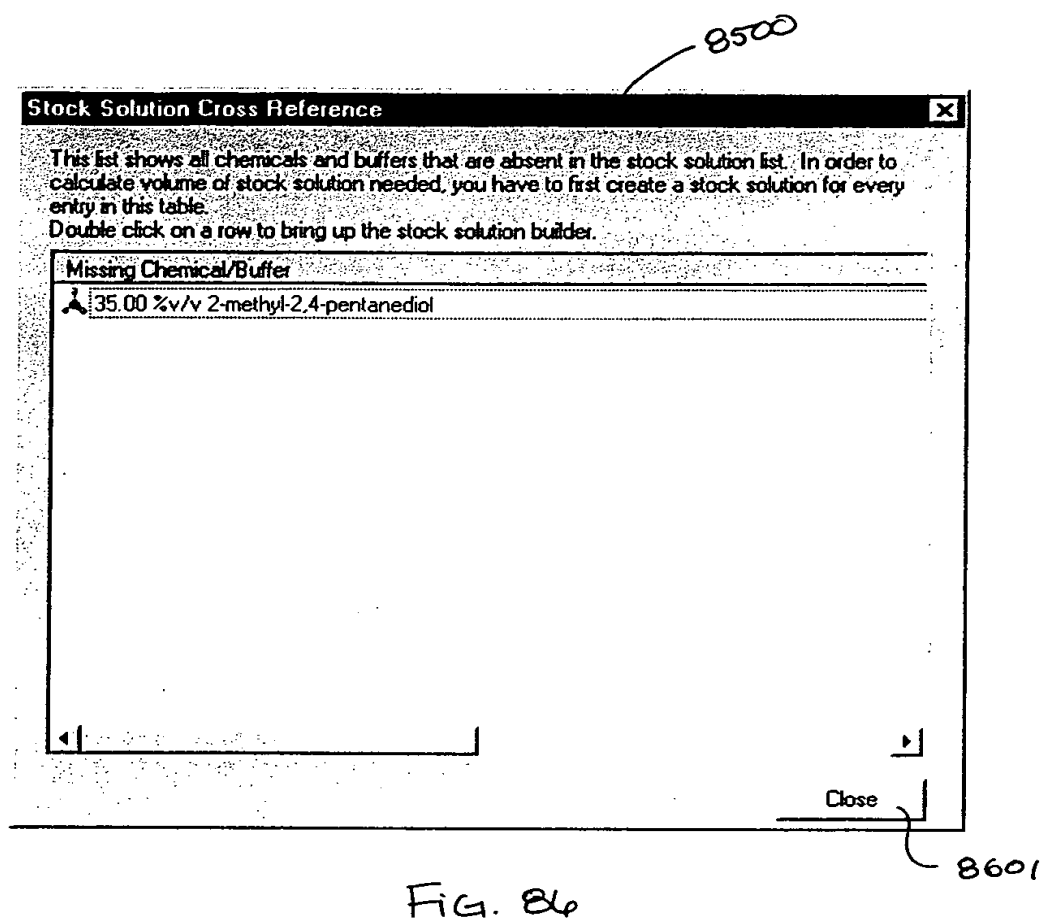 8500
Stock Solution Cross Reference
This list shows all chemicals and buffers that are absent in the stock solution list. In order to
calculate volume of stock solution needed, you have to first create a stock solution for every
entry in this table.
Double click on a row to bring up the stock solution builder.
Missing Chemical/Buffer
35.00 %v/v 2-methyl-2,4-pentanediol
Close
8601
FIG. 86